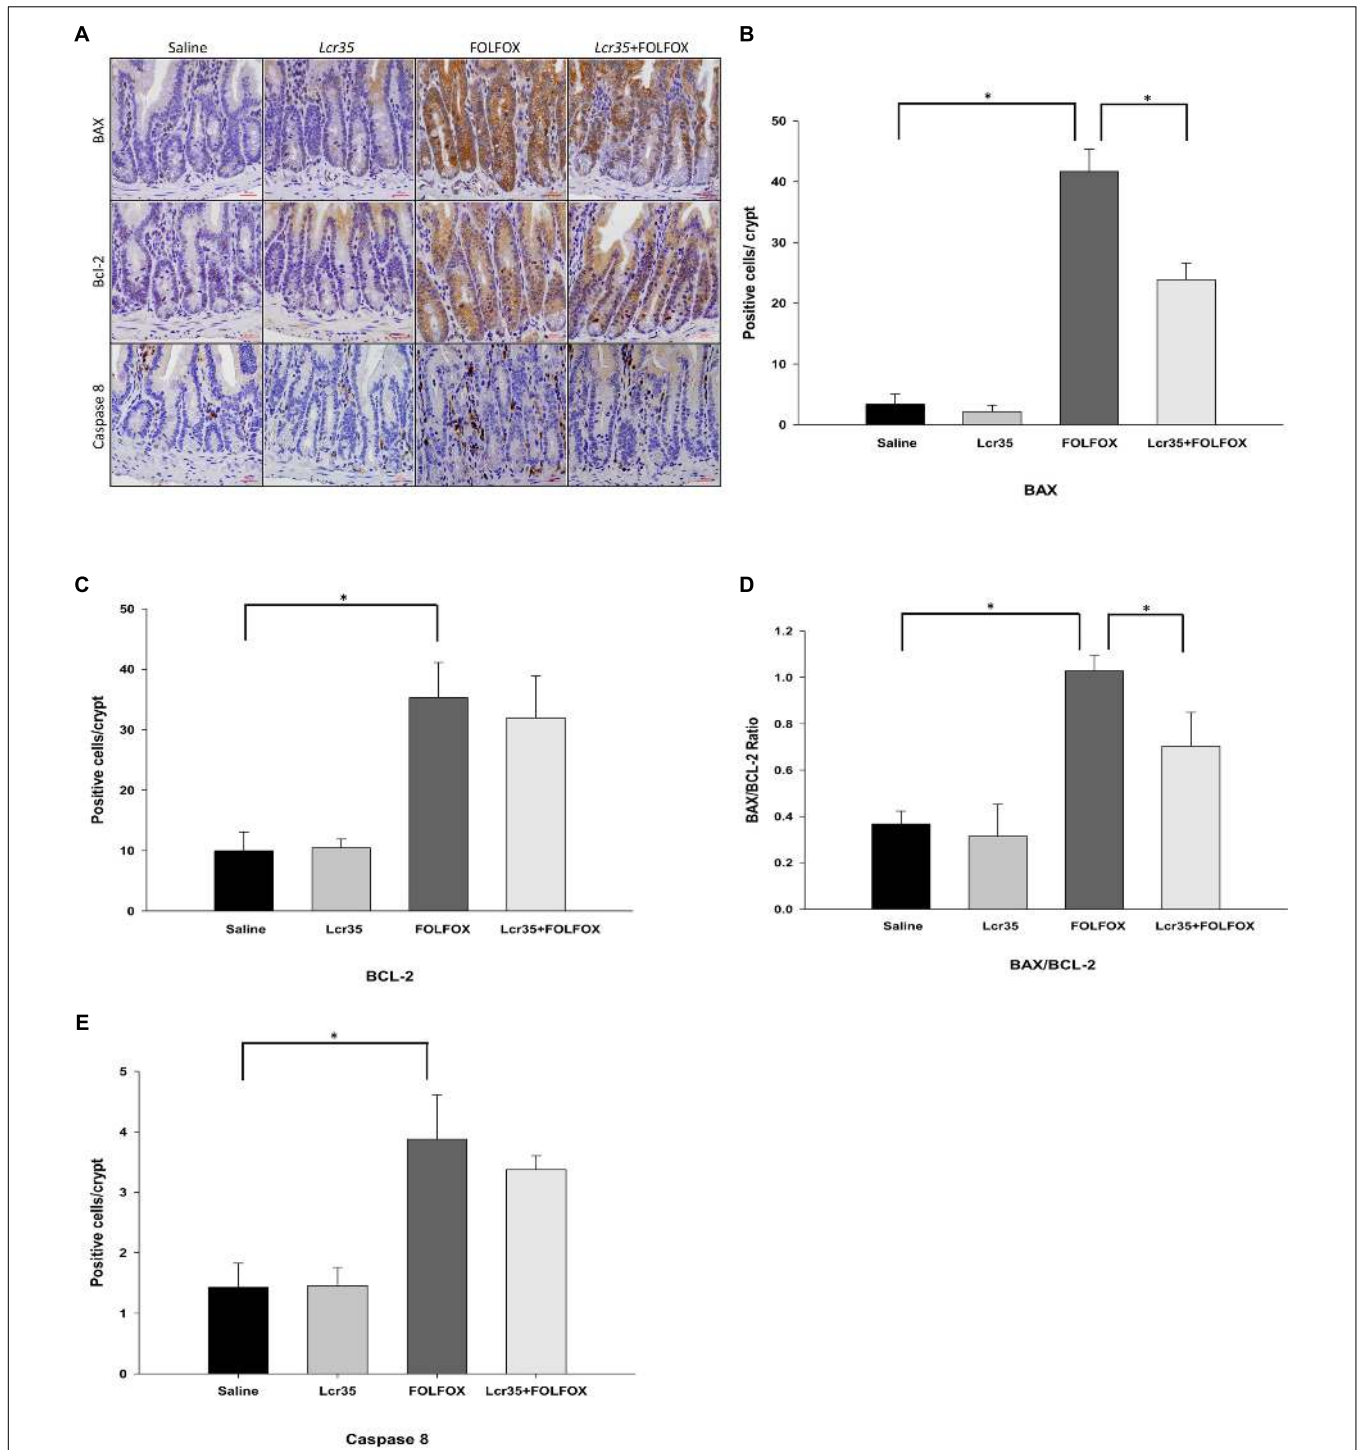 A
Saline Lcr35 FOLFOX Lcr35+FOLFOX
BAX
Bcl-2
Caspase 8
B
* *
Positive cells/ crypt
50
40
30
20
10
0
Saline Lcr35 FOLFOX Lcr35+FOLFOX
BAX
C
*
Positive cells/crypt
50
40
30
20
10
0
Saline Lcr35 FOLFOX Lcr35+FOLFOX
BCL-2
D
* *
BAX/BCL-2 Ratio
1.2
1.0
0.8
0.6
0.4
0.2
0.0
Saline Lcr35 FOLFOX Lcr35+FOLFOX
BAX/BCL-2
E
*
Positive cells/crypt
5
4
3
2
1
0
Saline Lcr35 FOLFOX Lcr35+FOLFOX
Caspase 8